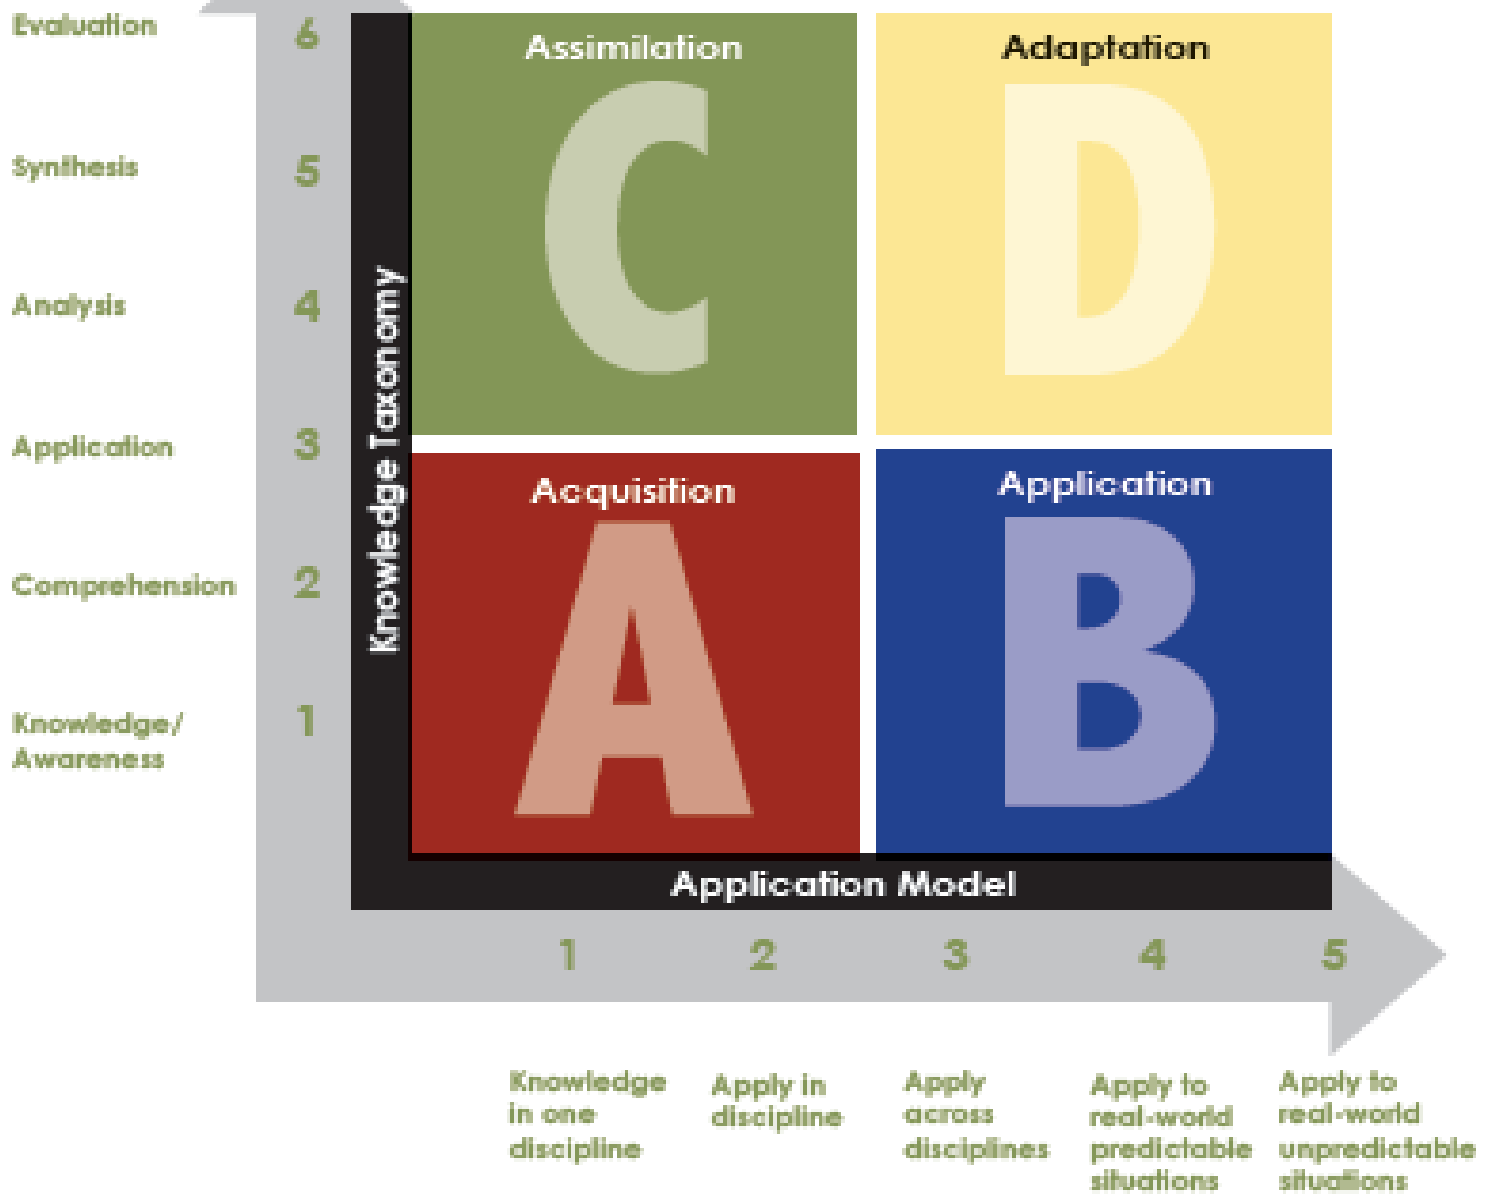 Evaluation
6
Assimilation
Adaptation
C
D
Synthesis
5
Analysis
4
Knowledge Taxonomy
Application
3
Acquisition
Application
A
B
Comprehension
2
Knowledge/
Awareness
1
Application Model
1
2
3
4
5
Knowledge
in one
discipline
Apply in
discipline
Apply
across
disciplines
Apply to
real-world
predictable
situations
Apply to
real-world
unpredictable
situations